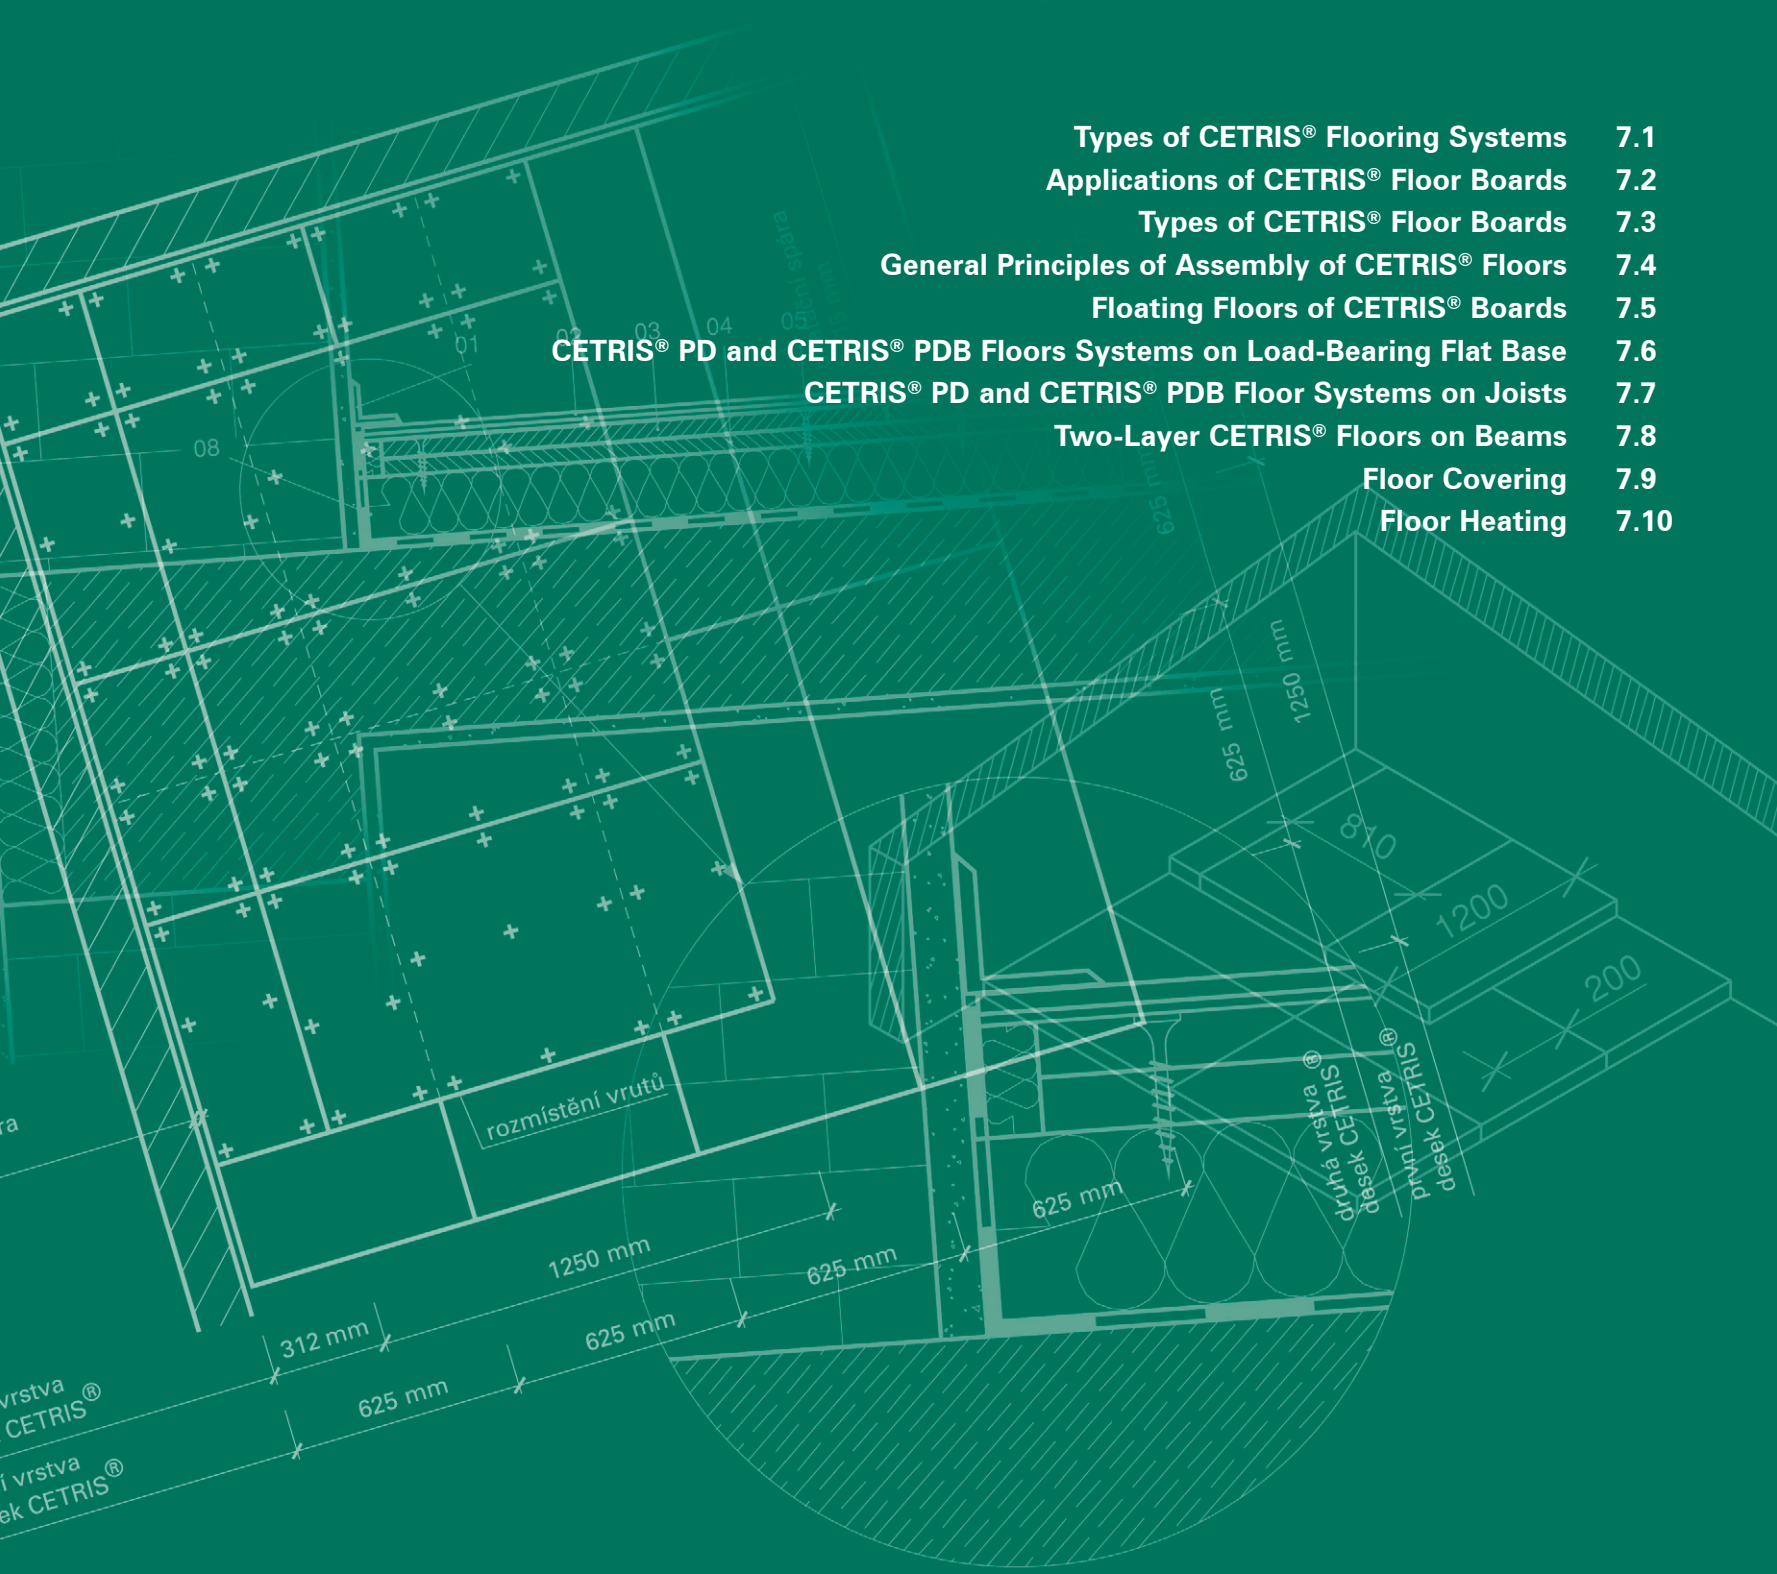 Types of CETRIS® Flooring Systems 7.1
Applications of CETRIS® Floor Boards 7.2
Types of CETRIS® Floor Boards 7.3
General Principles of Assembly of CETRIS® Floors 7.4
Floating Floors of CETRIS® Boards 7.5
CETRIS® PD and CETRIS® PDB Floors Systems on Load-Bearing Flat Base 7.6
CETRIS® PD and CETRIS® PDB Floor Systems on Joists 7.7
Two-Layer CETRIS® Floors on Beams 7.8
Floor Covering 7.9
Floor Heating 7.10
01
02
03
04
05
08
625 mm
1250 mm
625 mm
810
1200
200
rozmístění vrutů
druhá vrstva
desek CETRIS®
první vrstva
desek CETRIS®
625 mm
1250 mm
625 mm
312 mm
625 mm
625 mm
vrstva
CETRIS®
í vrstva
ek CETRIS®